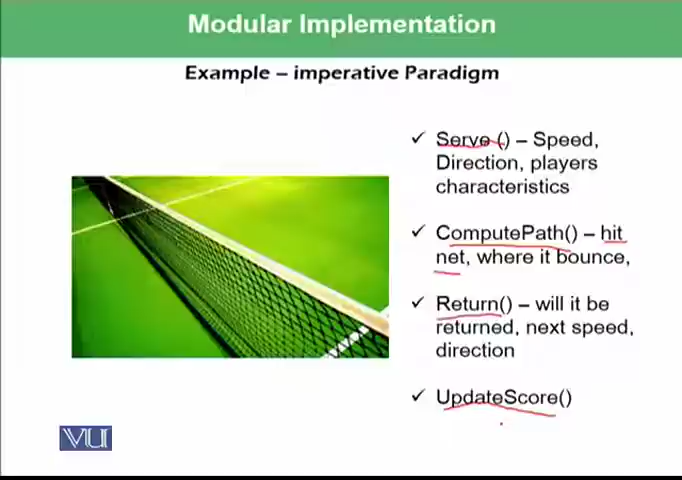 Modular Implementation
Example – imperative Paradigm
✓ Serve () – Speed,
Direction, players
characteristics
✓ ComputePath() – hit
net, where it bounce,
✓ Return() – will it be
returned, next speed,
direction
✓ UpdateScore()
VU